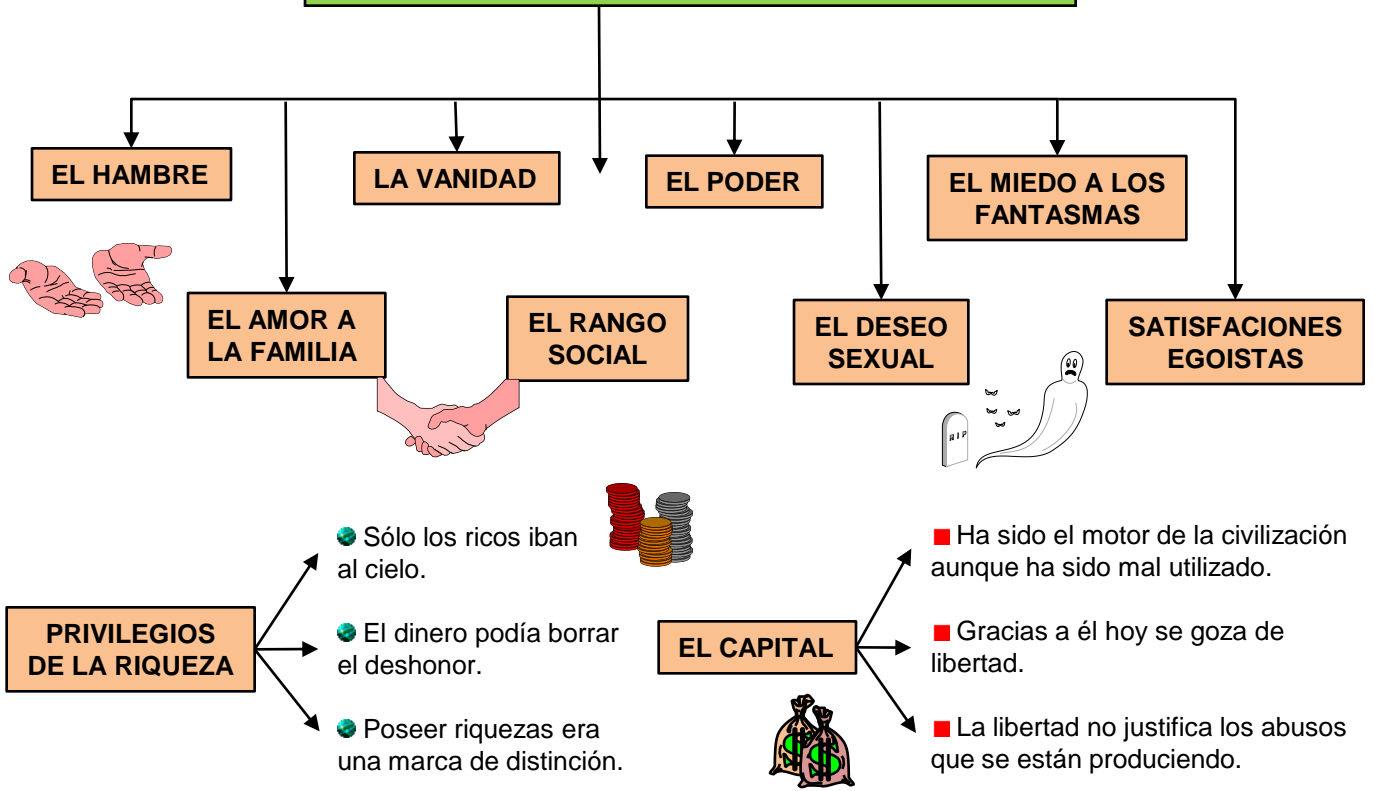 EL HAMBRE
LA VANIDAD
EL PODER
EL MIEDO A LOS
FANTASMAS
EL AMOR A
LA FAMILIA
EL RANGO
SOCIAL
EL DESEO
SEXUAL
SATISFACIONES
EGOISTAS
R I P
PRIVILEGIOS
DE LA RIQUEZA
Sólo los ricos iban
al cielo.
El dinero podía borrar
el deshonor.
Poseer riquezas era
una marca de distinción.
EL CAPITAL
Ha sido el motor de la civilización
aunque ha sido mal utilizado.
Gracias a él hoy se goza de
libertad.
La libertad no justifica los abusos
que se están produciendo.
$ $